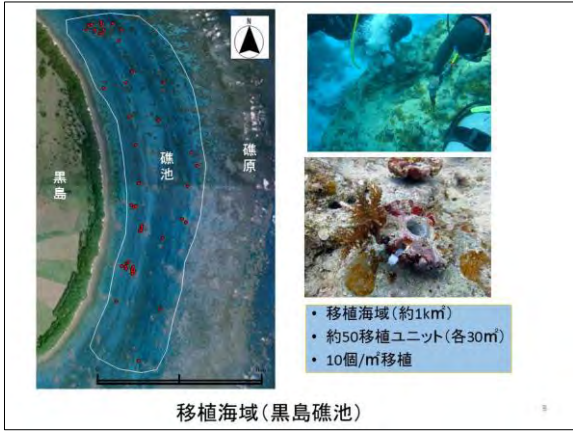 N
黒島
礁池
礁原
• 移植海域(約1km²)
• 約50移植ユニット(各30㎡)
• 10個/㎡移植
移植海域(黒島礁池)